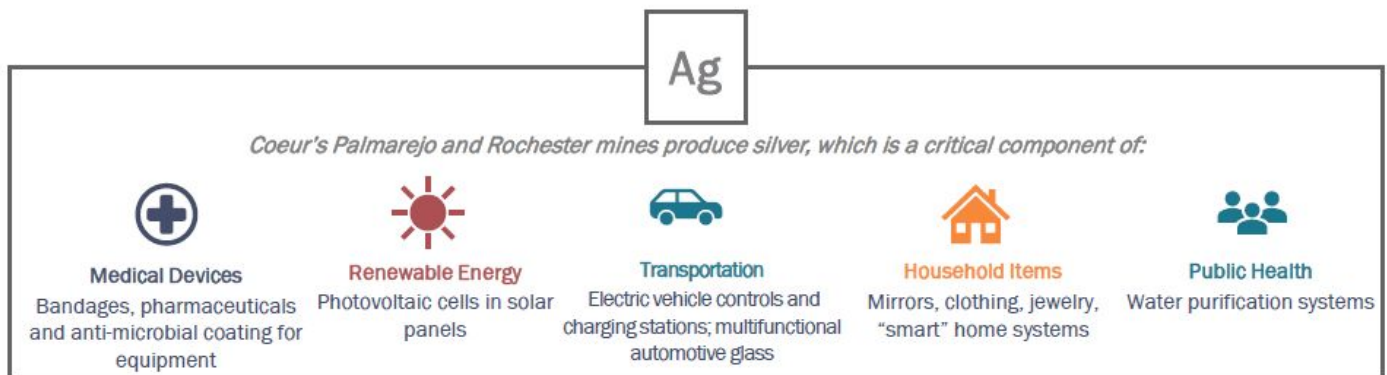 Ag
Coeur's Palmarejo and Rochester mines produce silver, which is a critical component of:
Medical Devices
Bandages, pharmaceuticals
and anti-microbial coating for
equipment
Renewable Energy
Photovoltaic cells in solar
panels
Transportation
Electric vehicle controls and
charging stations; multifunctional
automotive glass
Household Items
Mirrors, clothing, jewelry,
“smart” home systems
Public Health
Water purification systems